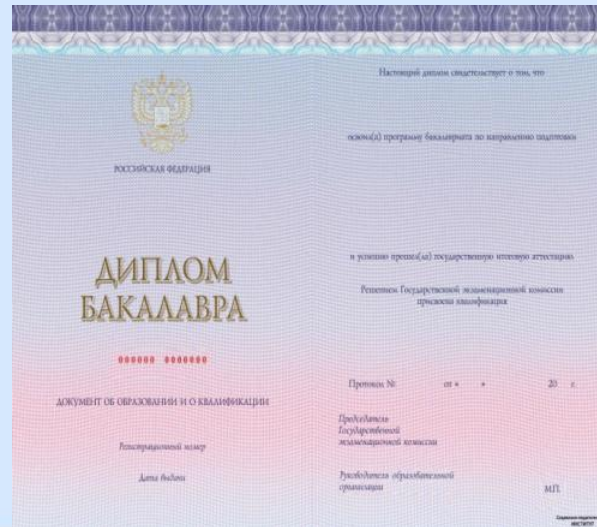 РОССИЙСКАЯ ФЕДЕРАЦИЯ
ДИПЛОМ
БАКАЛАВРА
000000 0000000
ДОКУМЕНТ ОБ ОБРАЗОВАНИИ И О КВАЛИФИКАЦИИ
Регистрационный номер
Дата выдачи
Настоящий диплом свидетельствует о том, что
освоил(а) программу бакалавриата по направлению подготовки
и успешно прошел(ла) государственную итоговую аттестацию
Решением Государственной экзаменационной комиссии
присвоена квалификация
Протокол № от « » 20 г.
Председатель
Государственной
экзаменационной комиссии
Руководитель образовательной
организации
М.П.
ИНСТИТУТ